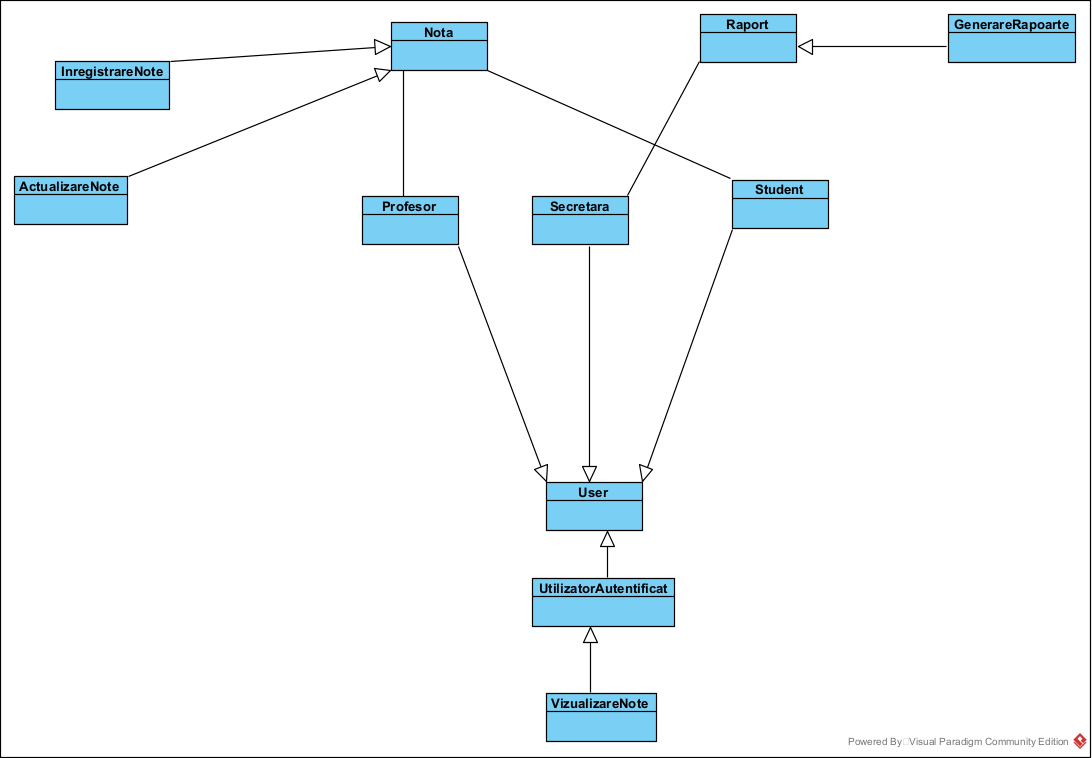 Nota
Raport
GenerareRapoarte
InregistrareNote
ActualizareNote
Profesor
Secretara
Student
User
UtilizatorAutentificat
VizualizareNote
Powered By Visual Paradigm Community Edition